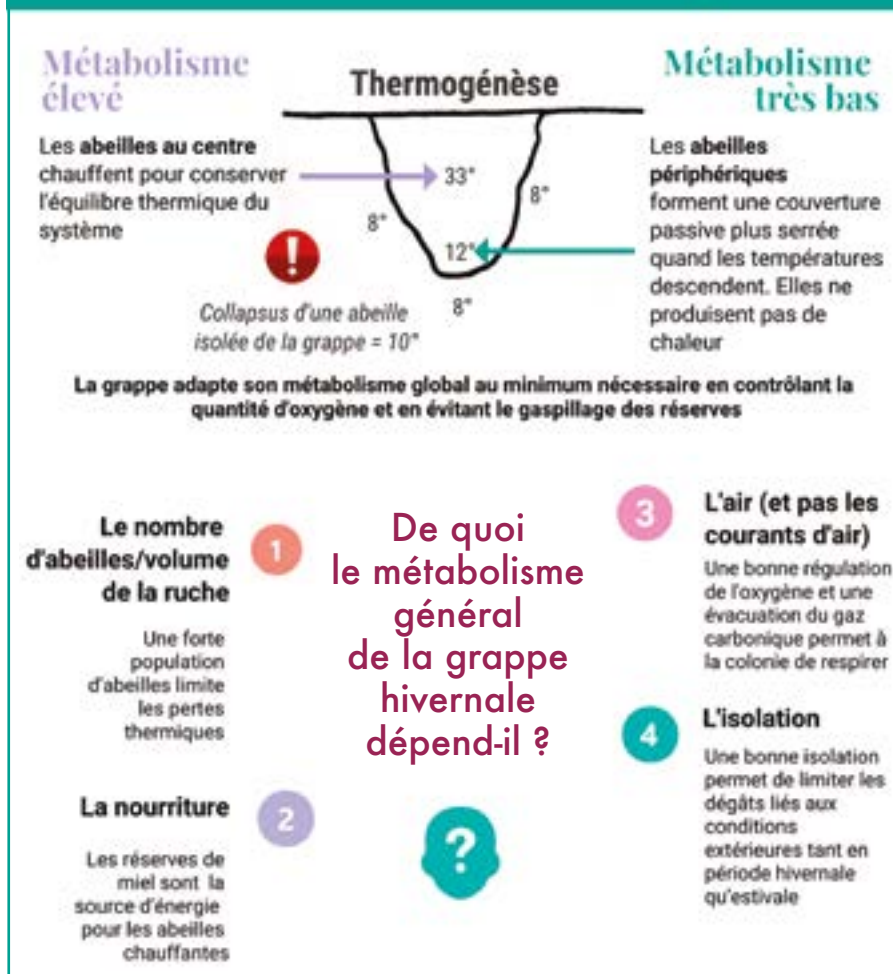 Métabolisme
élevé
Les abeilles au centre
chauffent pour conserver
l'équilibre thermique du
système
Thermogénèse
33°
8°
8°
12°
8°
Collapsus d'une abeille
isolée de la grappe = 10°
Métabolisme
très bas
Les abeilles
périphériques
forment une couverture
passive plus serrée
quand les températures
descendent. Elles ne
produisent pas de
chaleur
La grappe adapte son métabolisme global au minimum nécessaire en contrôlant la
quantité d'oxygène et en évitant le gaspillage des réserves
De quoi
le métabolisme
général
de la grappe
hivernale
dépend-il ?
?
Le nombre
d'abeilles/volume
de la ruche
1
Une forte
population
d'abeilles limite
les pertes
thermiques
La nourriture
2
Les réserves de
miel sont la
source d'énergie
pour les abeilles
chauffantes
3
L'air (et pas les
courants d'air)
Une bonne régulation
de l'oxygène et une
évacuation du gaz
carbonique permet à
la colonie de respirer
4
L'isolation
Une bonne isolation
permet de limiter les
dégâts liés aux
conditions
extérieures tant en
période hivernale
qu'estivale